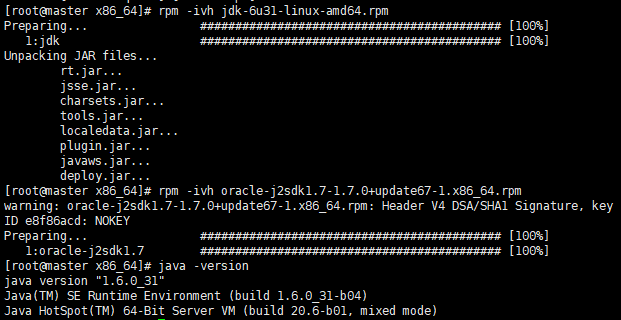 [root@master x86_64]# rpm -ivh jdk-6u31-linux-amd64.rpm
Preparing...                ########################################### [100%]
   1:jdk                    ########################################### [100%]
Unpacking JAR files...
        rt.jar...
        jsse.jar...
        charsets.jar...
        tools.jar...
        localedata.jar...
        plugin.jar...
        javaws.jar...
        deploy.jar...
[root@master x86_64]# rpm -ivh oracle-j2sdk1.7-1.7.0+update67-1.x86_64.rpm
warning: oracle-j2sdk1.7-1.7.0+update67-1.x86_64.rpm: Header V4 DSA/SHA1 Signature, key
ID e8f86acd: NOKEY
Preparing...                ########################################### [100%]
   1:oracle-j2sdk1.7        ########################################### [100%]
[root@master x86_64]# java -version
java version "1.6.0_31"
Java(TM) SE Runtime Environment (build 1.6.0_31-b04)
Java HotSpot(TM) 64-Bit Server VM (build 20.6-b01, mixed mode)